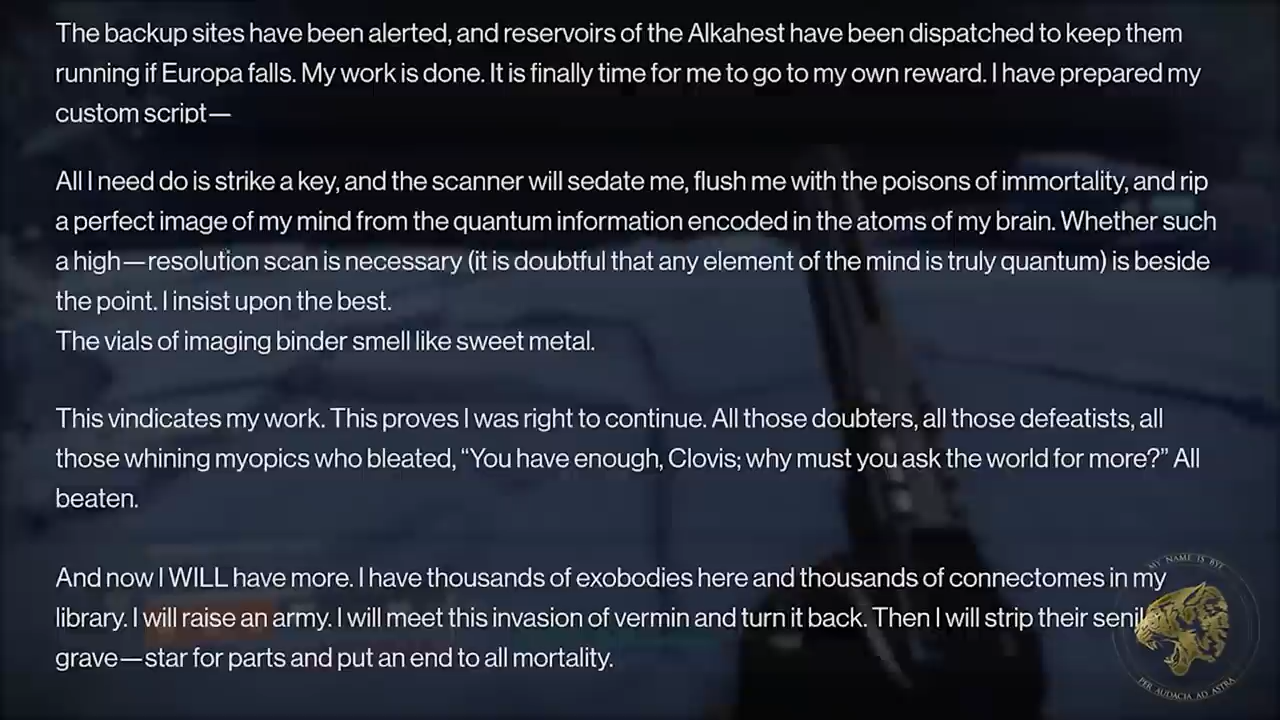 The backup sites have been alerted, and reservoirs of the Alkahest have been dispatched to keep them
running if Europa falls. My work is done. It is finally time for me to go to my own reward. I have prepared my
custom script—
All I need do is strike a key, and the scanner will sedate me, flush me with the poisons of immortality, and rip
a perfect image of my mind from the quantum information encoded in the atoms of my brain. Whether such
a high—resolution scan is necessary (it is doubtful that any element of the mind is truly quantum) is beside
the point. I insist upon the best.
The vials of imaging binder smell like sweet metal.
This vindicates my work. This proves I was right to continue. All those doubters, all those defeatists, all
those whining myopics who bleated, “You have enough, Clovis; why must you ask the world for more?” All
beaten.
And now I WILL have more. I have thousands of exobodies here and thousands of connectomes in my
library. I will raise an army. I will meet this invasion of vermin and turn it back. Then I will strip their
grave—star for parts and put an end to all mortality.
MY NAME IS BYF
PER AUDACIA AD ASTRA